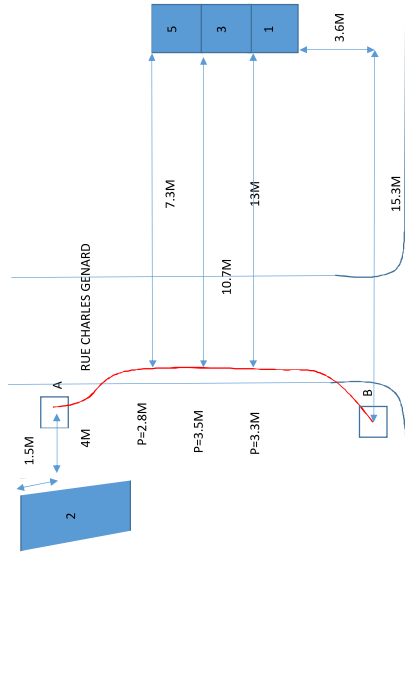 5
3
1
3.6M
7.3M
13M
15.3M
10.7M
RUE CHARLES GENARD
A
B
1.5M
4M
P=2.8M
P=3.5M
P=3.3M
2